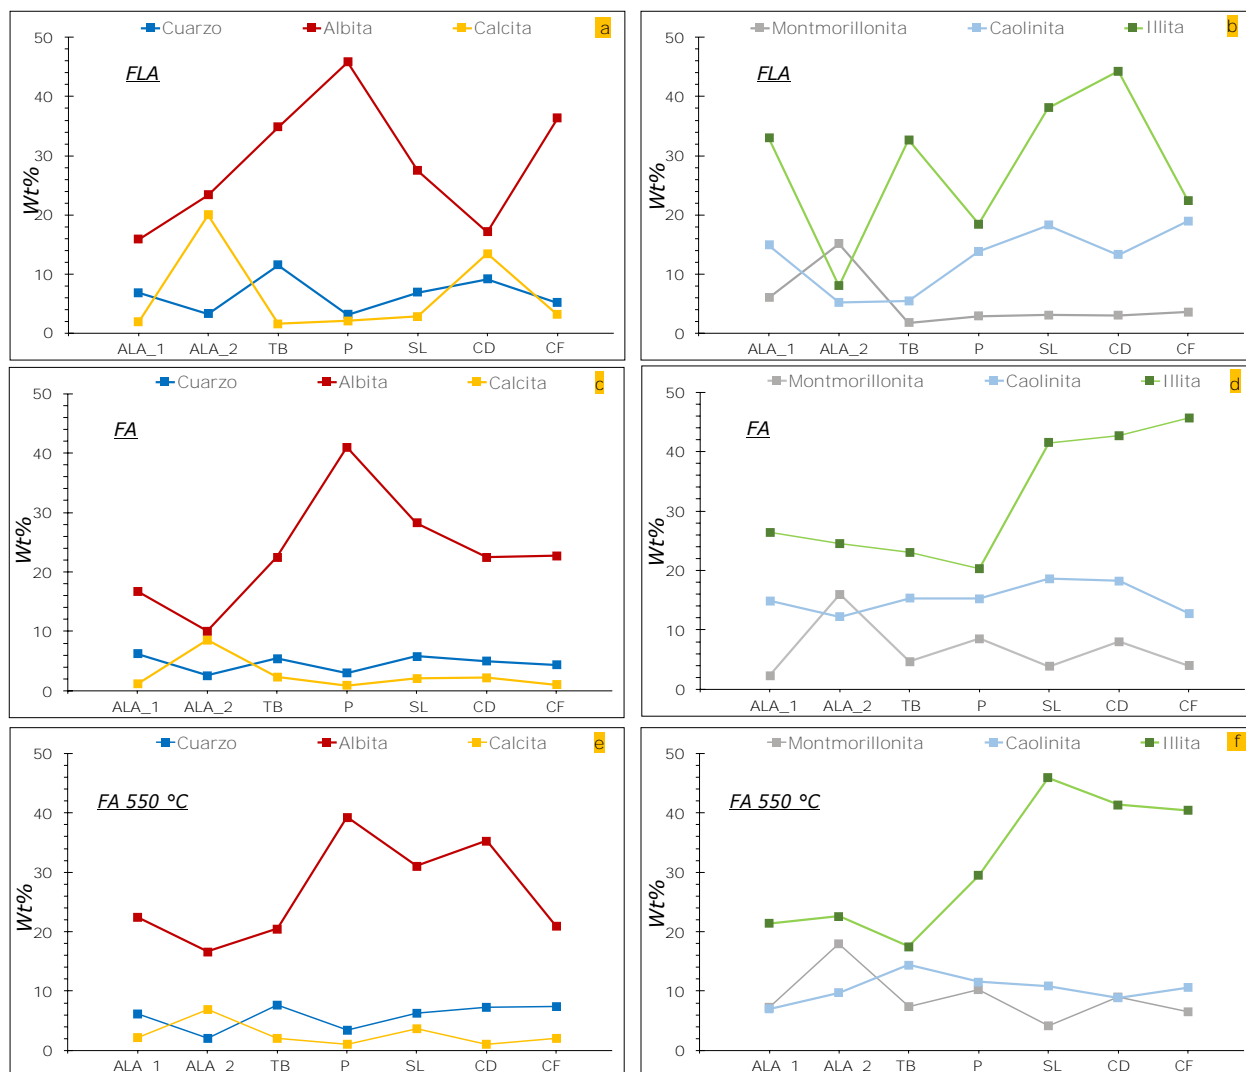 Cuarzo Albita Calcita a
50
FLA
40
30
Wt%
20
10
0
ALA_1 ALA_2 TB P SL CD CF
Montmorillonita Caolinita Illita b
50
FLA
40
30
Wt%
20
10
0
ALA_1 ALA_2 TB P SL CD CF
Cuarzo Albita Calcita c
50
FA
40
30
Wt%
20
10
0
ALA_1 ALA_2 TB P SL CD CF
Montmorillonita Caolinita Illita d
50
FA
40
30
Wt%
20
10
0
ALA_1 ALA_2 TB P SL CD CF
Cuarzo Albita Calcita e
50
FA 550 °C
40
30
Wt%
20
10
0
ALA_1 ALA_2 TB P SL CD CF
Montmorillonita Caolinita Illita f
50
FA 550 °C
40
30
Wt%
20
10
0
ALA_1 ALA_2 TB P SL CD CF